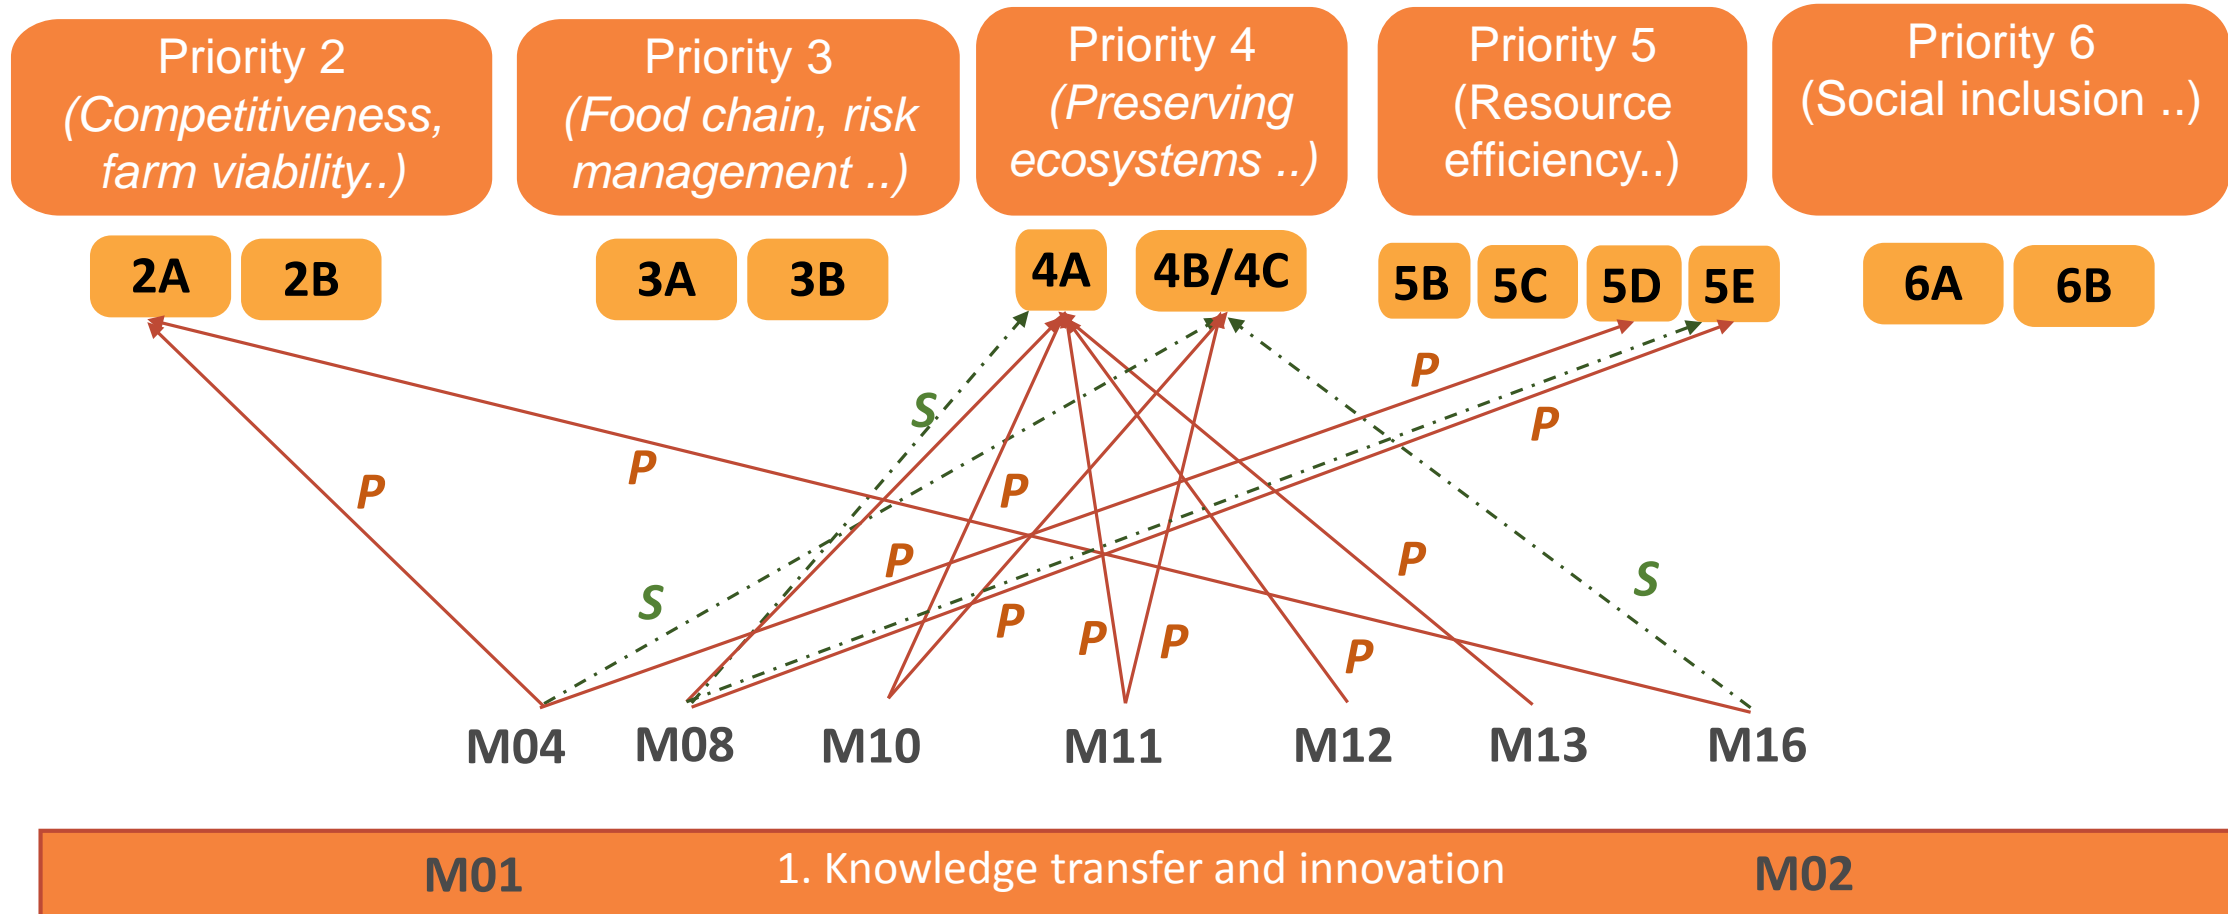 Priority 2
(Competitiveness,
farm viability..)
Priority 3
(Food chain, risk
management ..)
Priority 4
(Preserving
ecosystems ..)
Priority 5
(Resource
efficiency..)
Priority 6
(Social inclusion ..)
2A
2B
3A
3B
4A
4B/4C
5B
5C
5D
5E
6A
6B
P
S
P
P
P
P
P
P
S
P
S
P
P
P
P
M04
M08
M10
M11
M12
M13
M16
M01
1. Knowledge transfer and innovation
M02